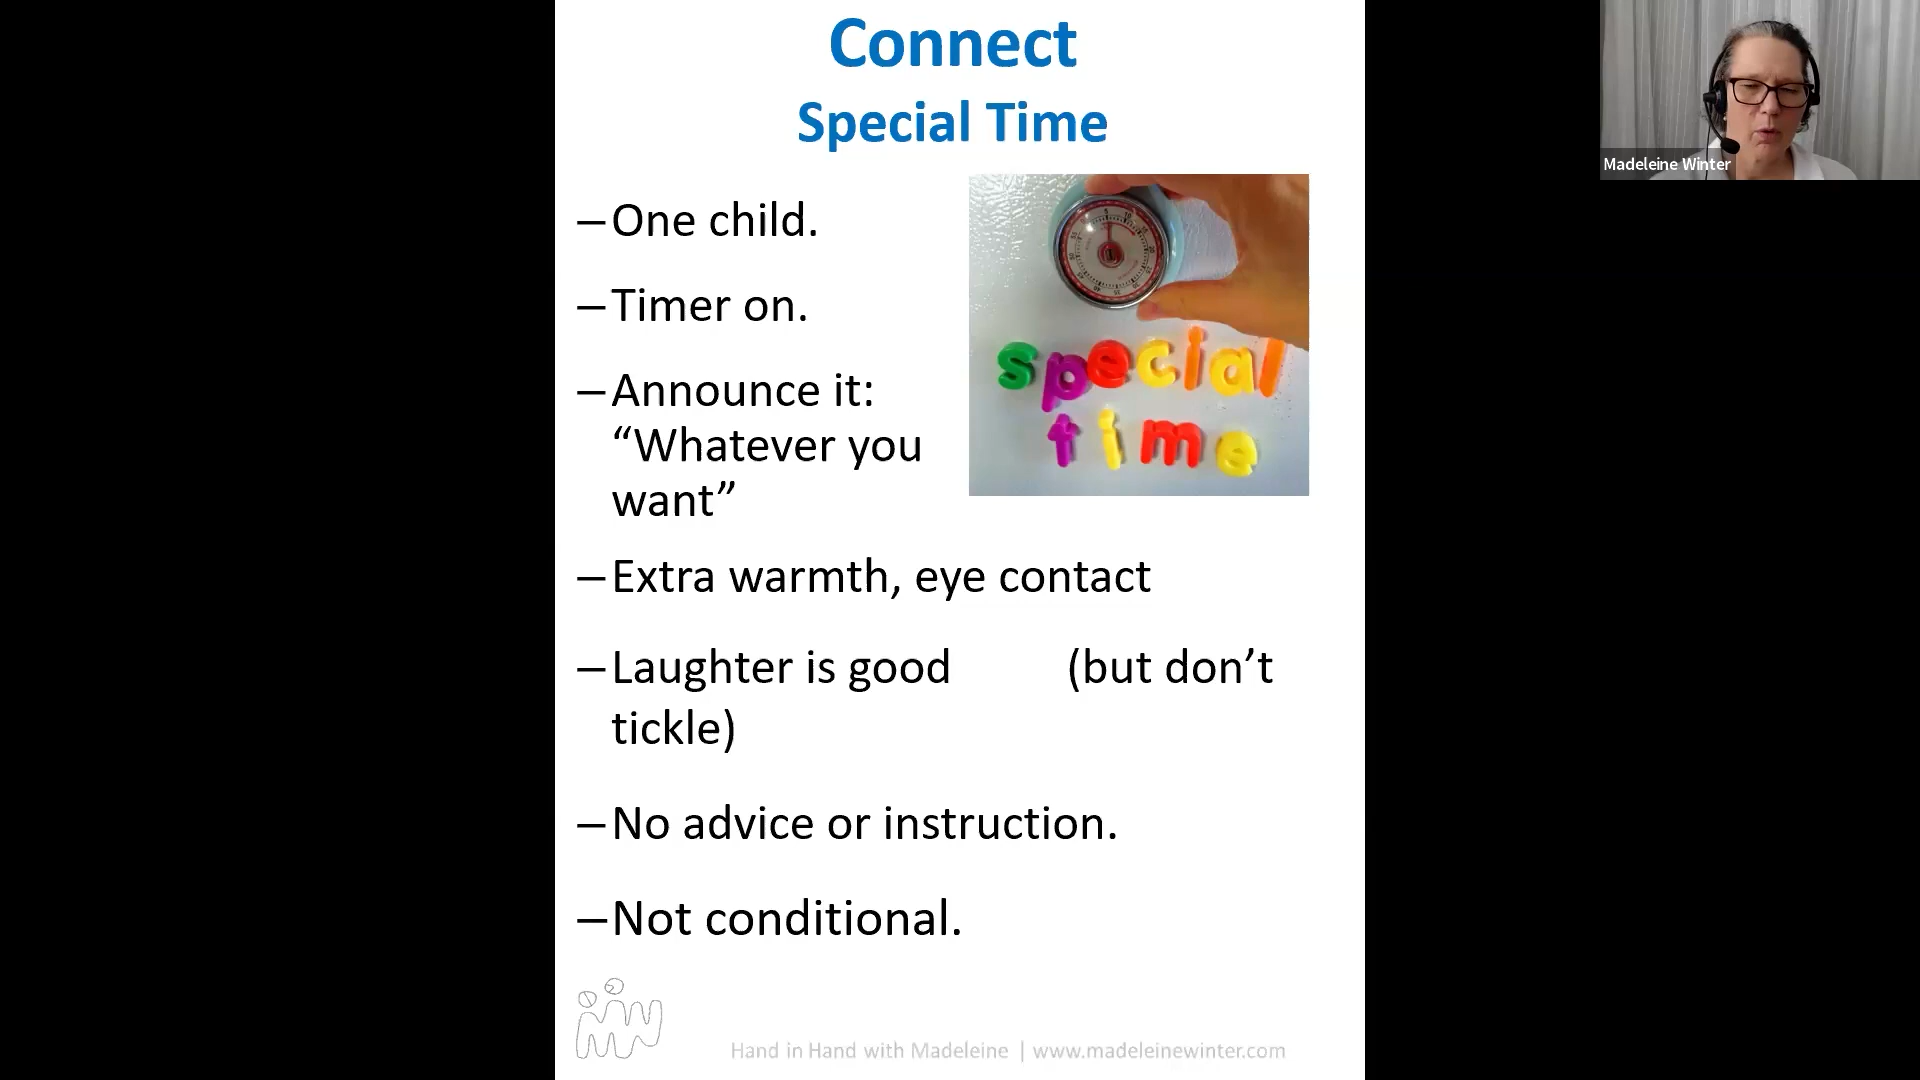 Connect
Special Time
– One child.
– Timer on.
– Announce it:
“Whatever you
want”
special
time
– Extra warmth, eye contact
– Laughter is good (but don’t
tickle)
– No advice or instruction.
– Not conditional.
Hand in Hand with Madeleine | www.madeleinewinter.com
Madeleine Winter